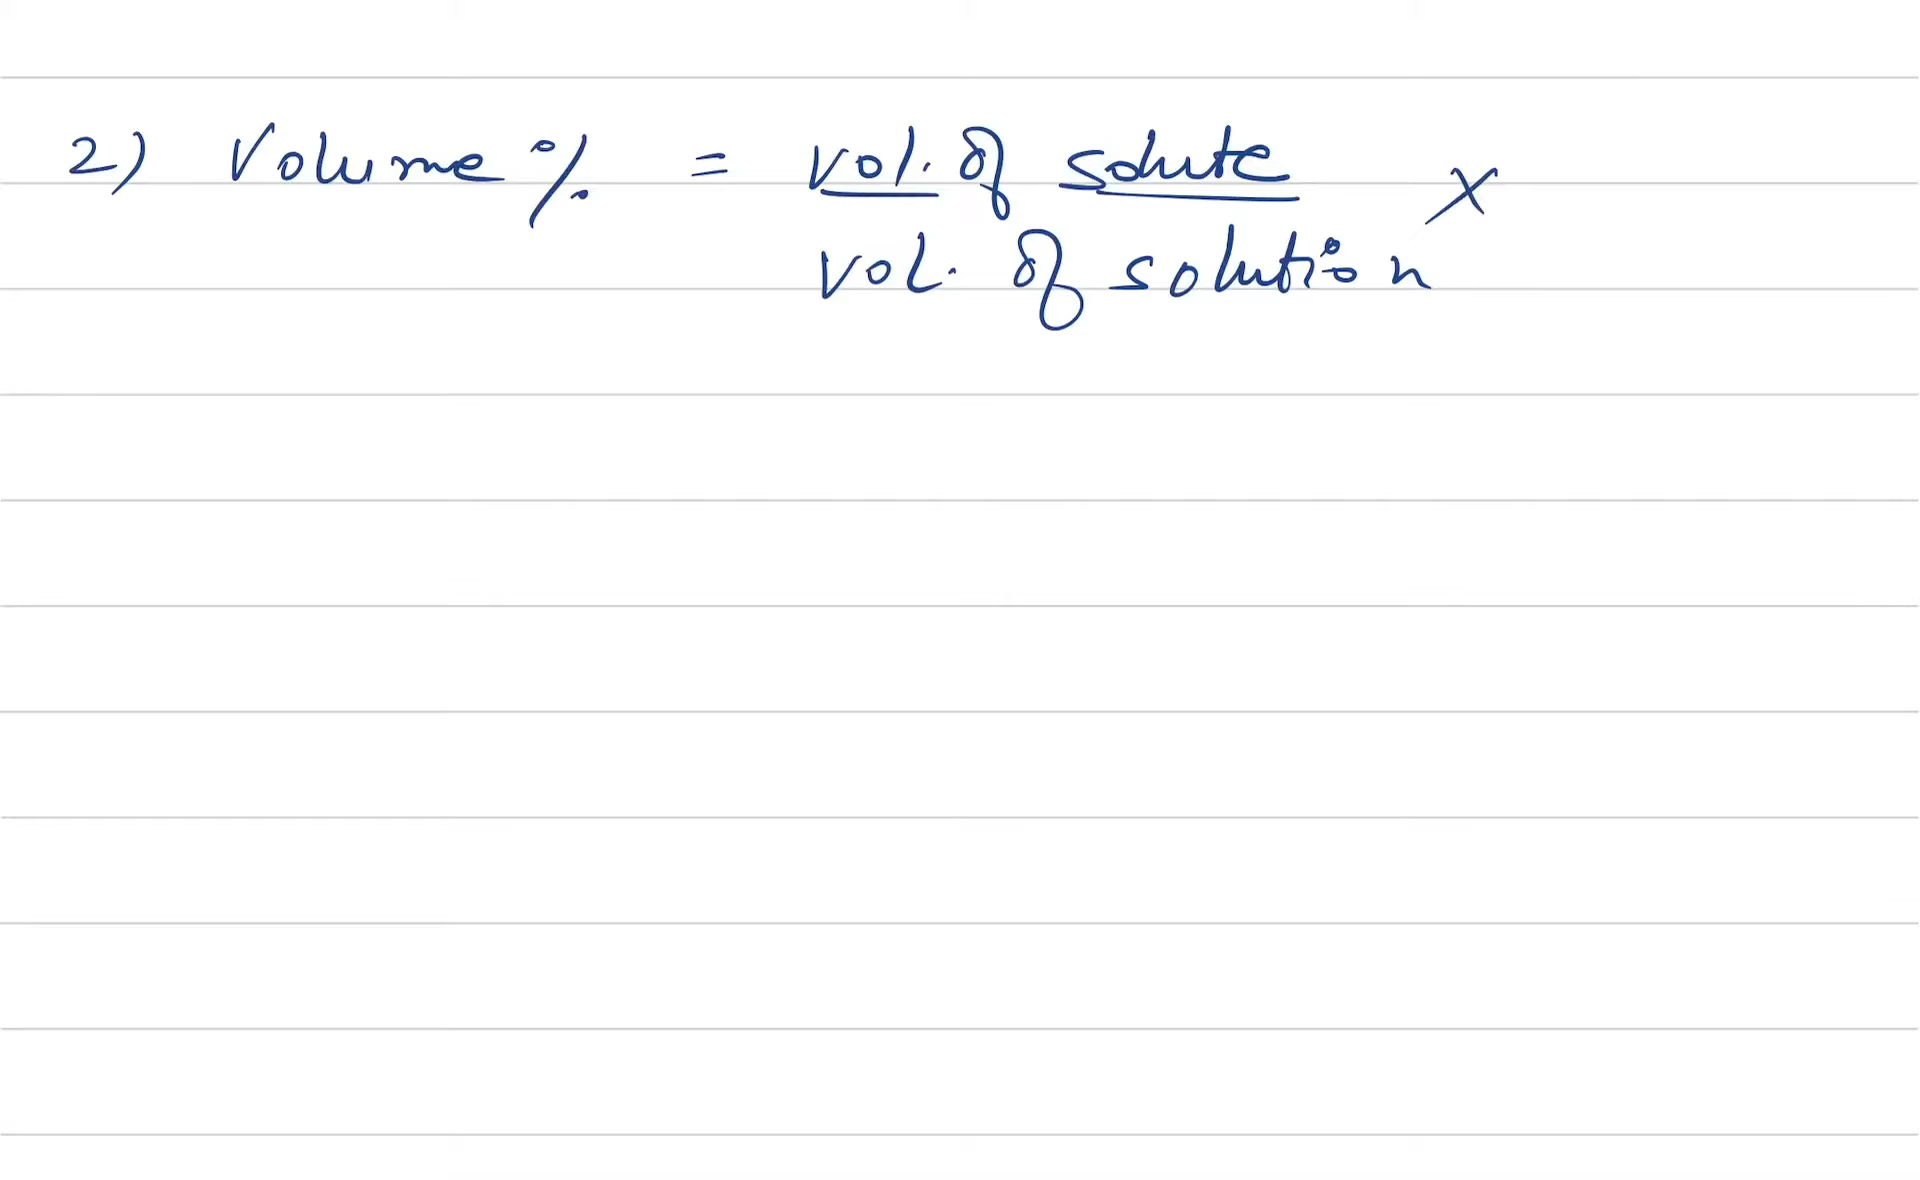 2) Volume % = vol. of solute ×
vol. of solution